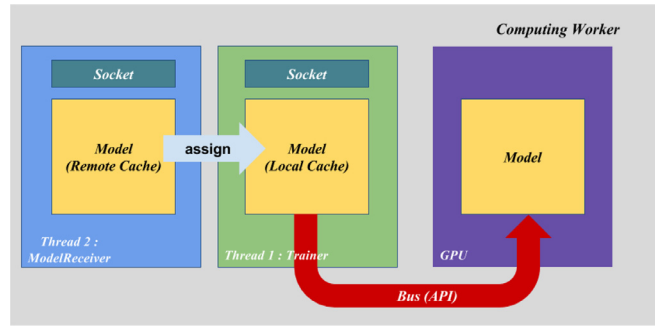 Computing Worker
Socket
Socket
Model
(Remote Cache)
assign
Model
(Local Cache)
Model
Thread 2 :
ModelReceiver
Thread 1 : Trainer
GPU
Bus (API)